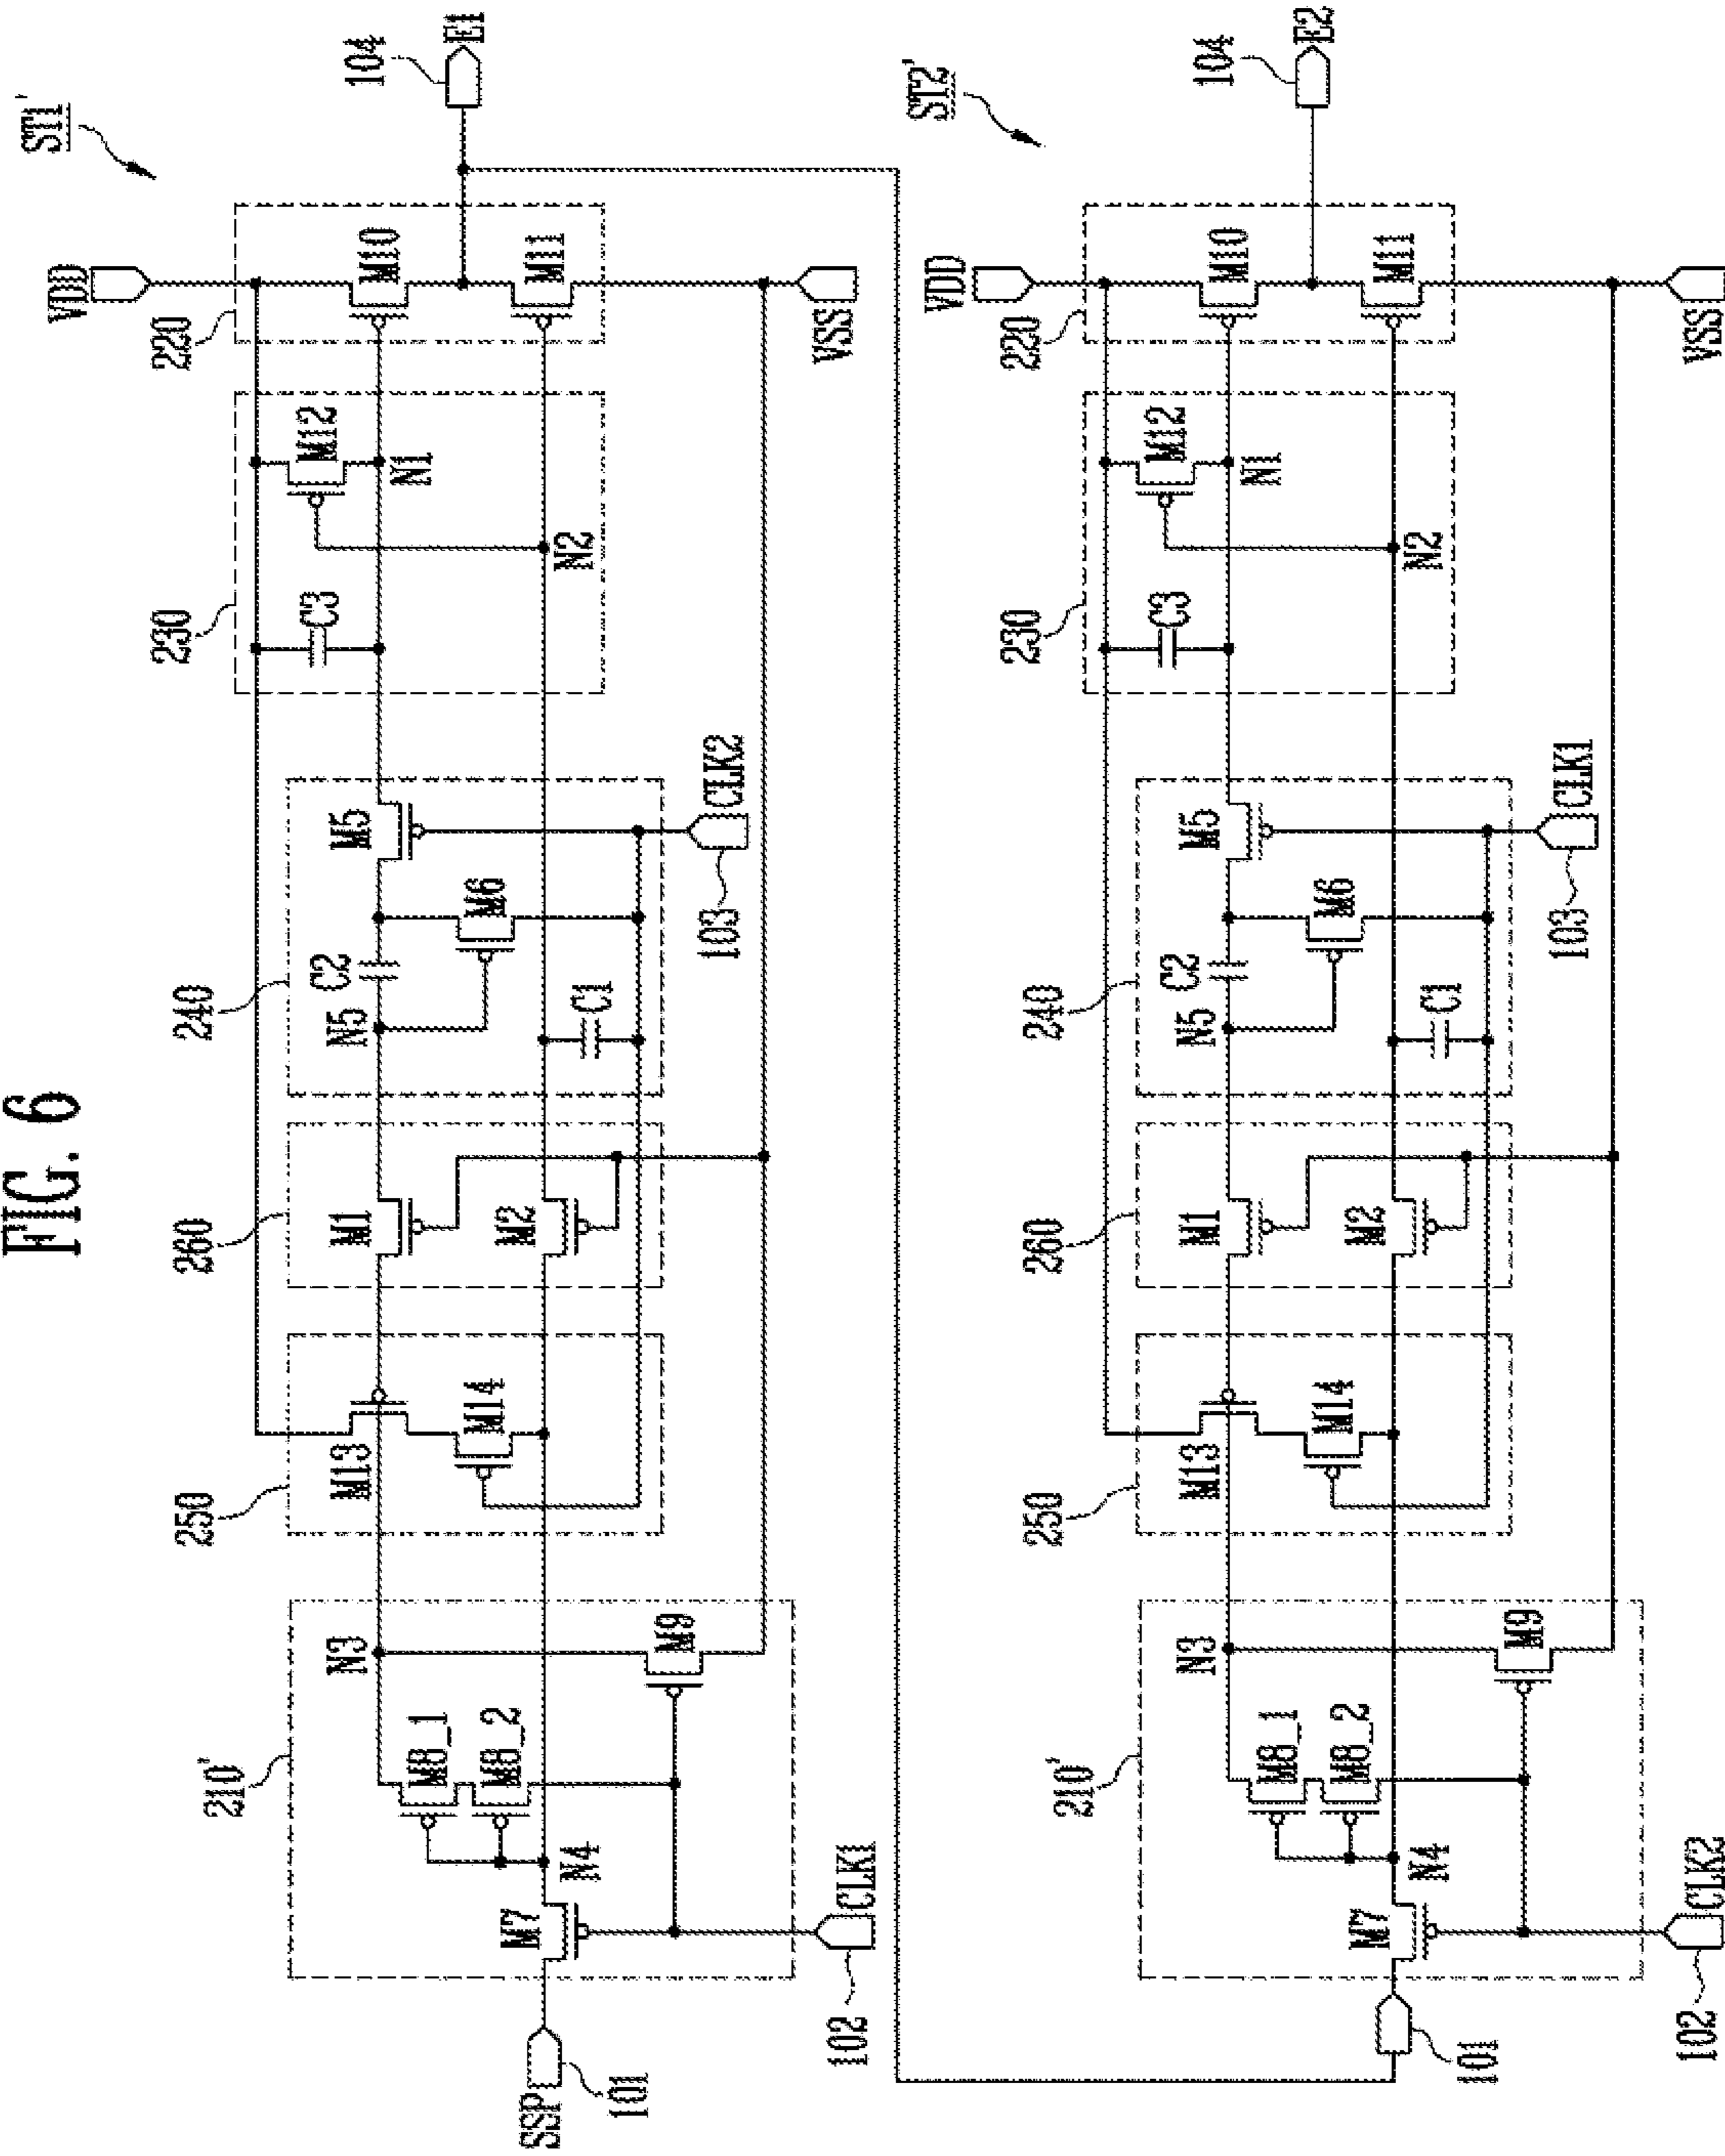 FIG. 6
ST1'
210'
250
260
240
230
220
VDD
104
E1
N3
M8_1
M8_2
M9
N4
M7
SSP
101
102
CLK1
M13
M14
M1
M2
N5
C2
M5
M6
C1
103
CLK2
C3
M12
N1
N2
M10
M11
VSS
ST2'
210'
250
260
240
230
220
VDD
104
E2
N3
M8_1
M8_2
M9
N4
M7
101
102
CLK2
M13
M14
M1
M2
N5
C2
M5
M6
C1
103
CLK1
C3
M12
N1
N2
M10
M11
VSS